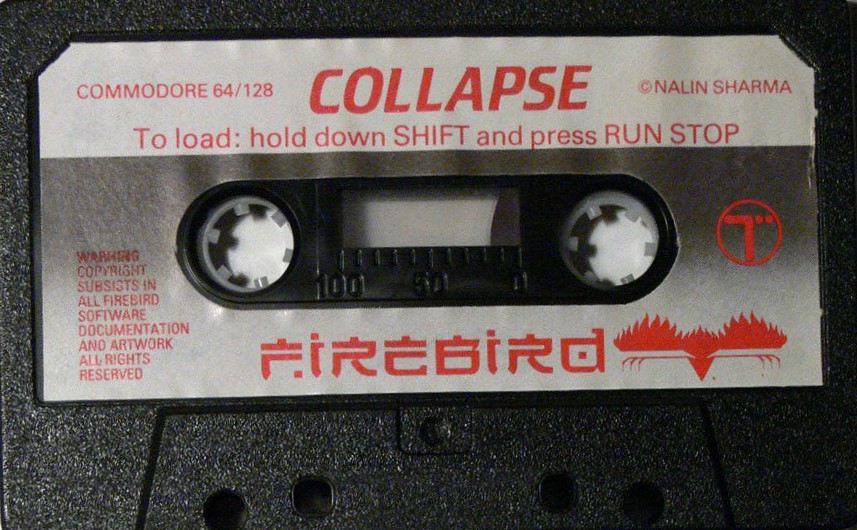 COMMODORE 64/128
COLLAPSE
©NALIN SHARMA
To load: hold down SHIFT and press RUN STOP
WARNING
COPYRIGHT
SUBSISTS IN
ALL FIREBIRD
SOFTWARE
DOCUMENTATION
AND ARTWORK
ALL RIGHTS
RESERVED
100 50 0
T
FIREBIRD